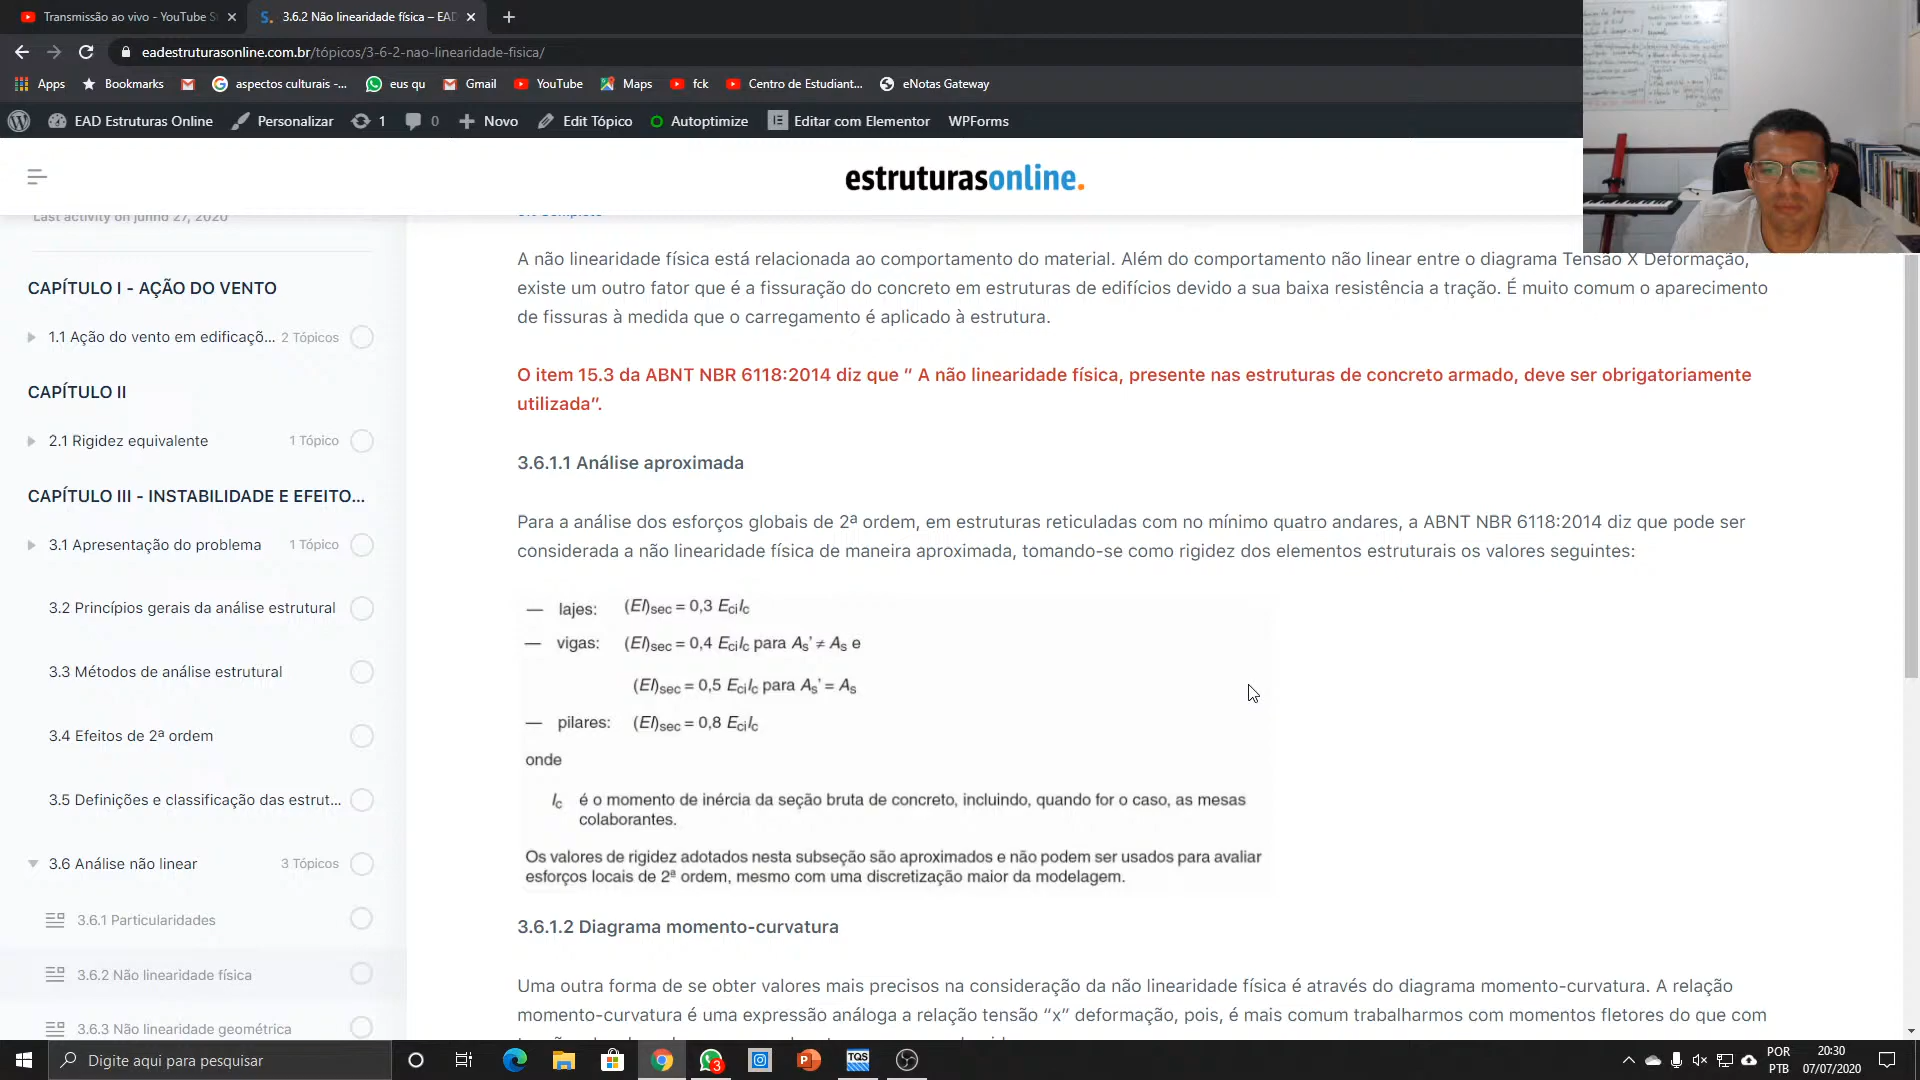 Transmissão ao vivo - YouTube S
3.6.2 Não linearidade física – EAD
eadestruturasonline.com.br/tópicos/3-6-2-nao-linearidade-fisica/
Apps
Bookmarks
aspectos culturais -...
eus qu
Gmail
YouTube
Maps
fck
Centro de Estudiant...
eNotas Gateway
EAD Estruturas Online
Personalizar
1
0
Novo
Edit Tópico
Autoptimize
Editar com Elementor
WPForms
estruturasonline.
Last activity on junho 27, 2020
CAPÍTULO I - AÇÃO DO VENTO
1.1 Ação do vento em edificaçõ... 2 Tópicos
CAPÍTULO II
2.1 Rigidez equivalente 1 Tópico
CAPÍTULO III - INSTABILIDADE E EFEITO...
3.1 Apresentação do problema 1 Tópico
3.2 Princípios gerais da análise estrutural
3.3 Métodos de análise estrutural
3.4 Efeitos de 2ª ordem
3.5 Definições e classificação das estrut...
3.6 Análise não linear 3 Tópicos
3.6.1 Particularidades
3.6.2 Não linearidade física
3.6.3 Não linearidade geométrica
A não linearidade física está relacionada ao comportamento do material. Além do comportamento não linear entre o diagrama Tensão X Deformação,
existe um outro fator que é a fissuração do concreto em estruturas de edifícios devido a sua baixa resistência a tração. É muito comum o aparecimento
de fissuras à medida que o carregamento é aplicado à estrutura.
O item 15.3 da ABNT NBR 6118:2014 diz que “ A não linearidade física, presente nas estruturas de concreto armado, deve ser obrigatoriamente
utilizada”.
3.6.1.1 Análise aproximada
Para a análise dos esforços globais de 2ª ordem, em estruturas reticuladas com no mínimo quatro andares, a ABNT NBR 6118:2014 diz que pode ser
considerada a não linearidade física de maneira aproximada, tomando-se como rigidez dos elementos estruturais os valores seguintes:
— lajes: (EI)sec = 0,3 EciIc
— vigas: (EI)sec = 0,4 EciIc para As' ≠ As e
(EI)sec = 0,5 EciIc para As' = As
— pilares: (EI)sec = 0,8 EciIc
onde
Ic é o momento de inércia da seção bruta de concreto, incluindo, quando for o caso, as mesas
colaborantes.
Os valores de rigidez adotados nesta subseção são aproximados e não podem ser usados para avaliar
esforços locais de 2ª ordem, mesmo com uma discretização maior da modelagem.
3.6.1.2 Diagrama momento-curvatura
Uma outra forma de se obter valores mais precisos na consideração da não linearidade física é através do diagrama momento-curvatura. A relação
momento-curvatura é uma expressão análoga a relação tensão “x” deformação, pois, é mais comum trabalharmos com momentos fletores do que com
Digite aqui para pesquisar
3
TQS
POR
PTB
20:30
07/07/2020